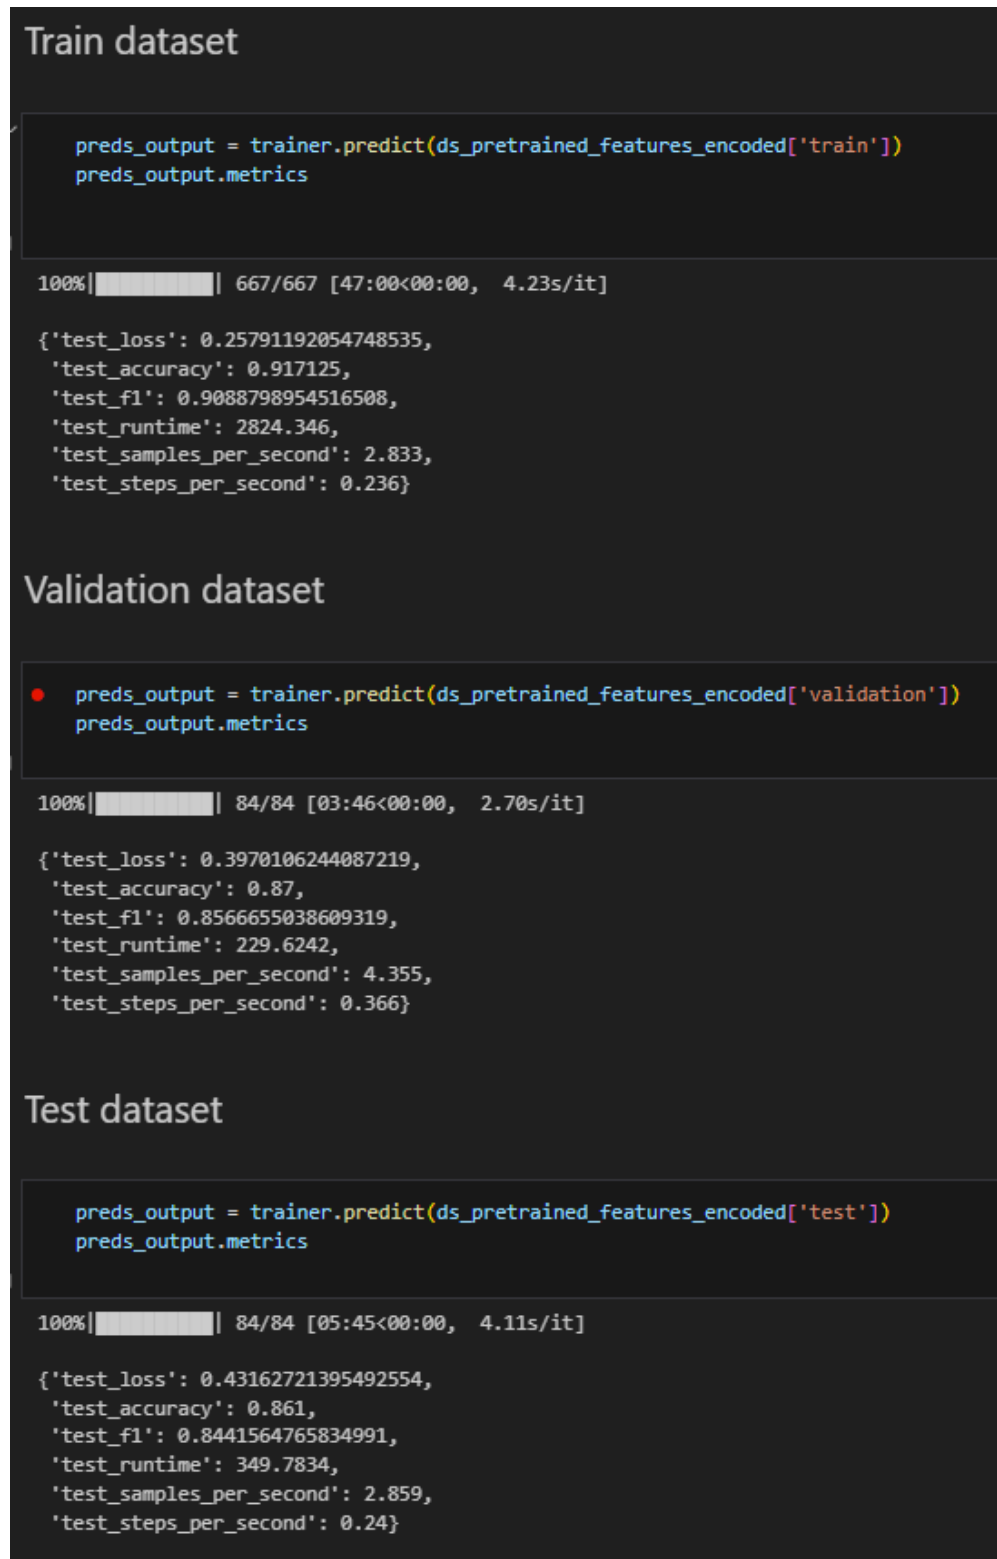 Train dataset
preds_output = trainer.predict(ds_pretrained_features_encoded['train'])
preds_output.metrics
100%|██████████| 667/667 [47:00<00:00,  4.23s/it]
{'test_loss': 0.25791192054748535,
'test_accuracy': 0.917125,
'test_f1': 0.9088798954516508,
'test_runtime': 2824.346,
'test_samples_per_second': 2.833,
'test_steps_per_second': 0.236}
Validation dataset
preds_output = trainer.predict(ds_pretrained_features_encoded['validation'])
preds_output.metrics
100%|██████████| 84/84 [03:46<00:00,  2.70s/it]
{'test_loss': 0.3970106244087219,
'test_accuracy': 0.87,
'test_f1': 0.8566655038609319,
'test_runtime': 229.6242,
'test_samples_per_second': 4.355,
'test_steps_per_second': 0.366}
Test dataset
preds_output = trainer.predict(ds_pretrained_features_encoded['test'])
preds_output.metrics
100%|██████████| 84/84 [05:45<00:00,  4.11s/it]
{'test_loss': 0.43162721395492554,
'test_accuracy': 0.861,
'test_f1': 0.8441564765834991,
'test_runtime': 349.7834,
'test_samples_per_second': 2.859,
'test_steps_per_second': 0.24}